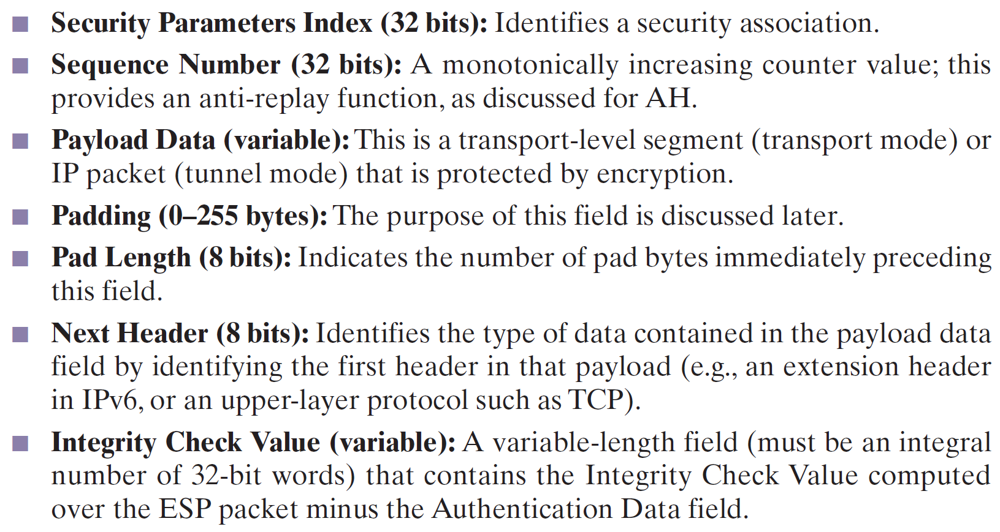 ■ Security Parameters Index (32 bits): Identifies a security association.
■ Sequence Number (32 bits): A monotonically increasing counter value; this
provides an anti-replay function, as discussed for AH.
■ Payload Data (variable): This is a transport-level segment (transport mode) or
IP packet (tunnel mode) that is protected by encryption.
■ Padding (0–255 bytes): The purpose of this field is discussed later.
■ Pad Length (8 bits): Indicates the number of pad bytes immediately preceding
this field.
■ Next Header (8 bits): Identifies the type of data contained in the payload data
field by identifying the first header in that payload (e.g., an extension header
in IPv6, or an upper-layer protocol such as TCP).
■ Integrity Check Value (variable): A variable-length field (must be an integral
number of 32-bit words) that contains the Integrity Check Value computed
over the ESP packet minus the Authentication Data field.